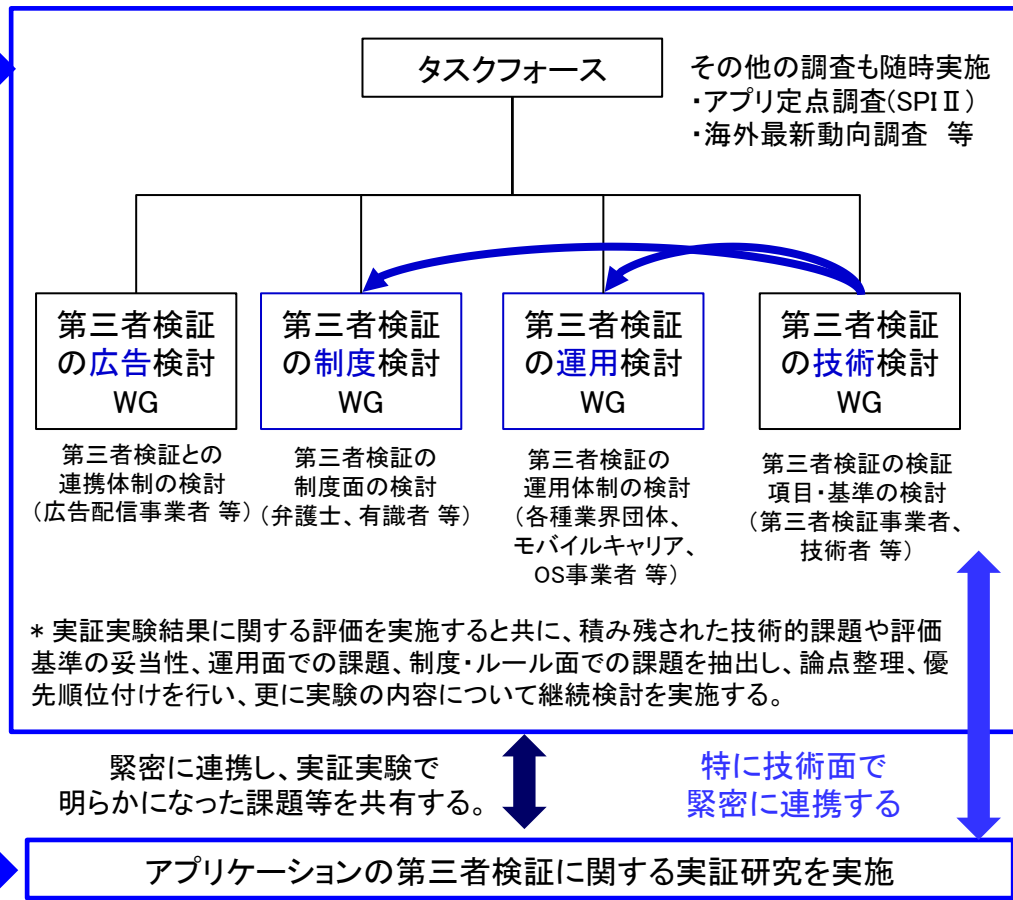 タスクフォース
その他の調査も随時実施
・アプリ定点調査(SPIⅡ)
・海外最新動向調査 等
第三者検証
の広告検討
WG
第三者検証
の制度検討
WG
第三者検証
の運用検討
WG
第三者検証
の技術検討
WG
第三者検証との
連携体制の検討
（広告配信事業者 等）
第三者検証の
制度面の検討
（弁護士、有識者 等）
第三者検証の
運用体制の検討
（各種業界団体、
モバイルキャリア、
OS事業者 等）
第三者検証の検証
項目・基準の検討
（第三者検証事業者、
技術者 等）
* 実証実験結果に関する評価を実施すると共に、積み残された技術的課題や評価
基準の妥当性、運用面での課題、制度・ルール面での課題を抽出し、論点整理、優
先順位付けを行い、更に実験の内容について継続検討を実施する。
緊密に連携し、実証実験で
明らかになった課題等を共有する。
特に技術面で
緊密に連携する
アプリケーションの第三者検証に関する実証研究を実施